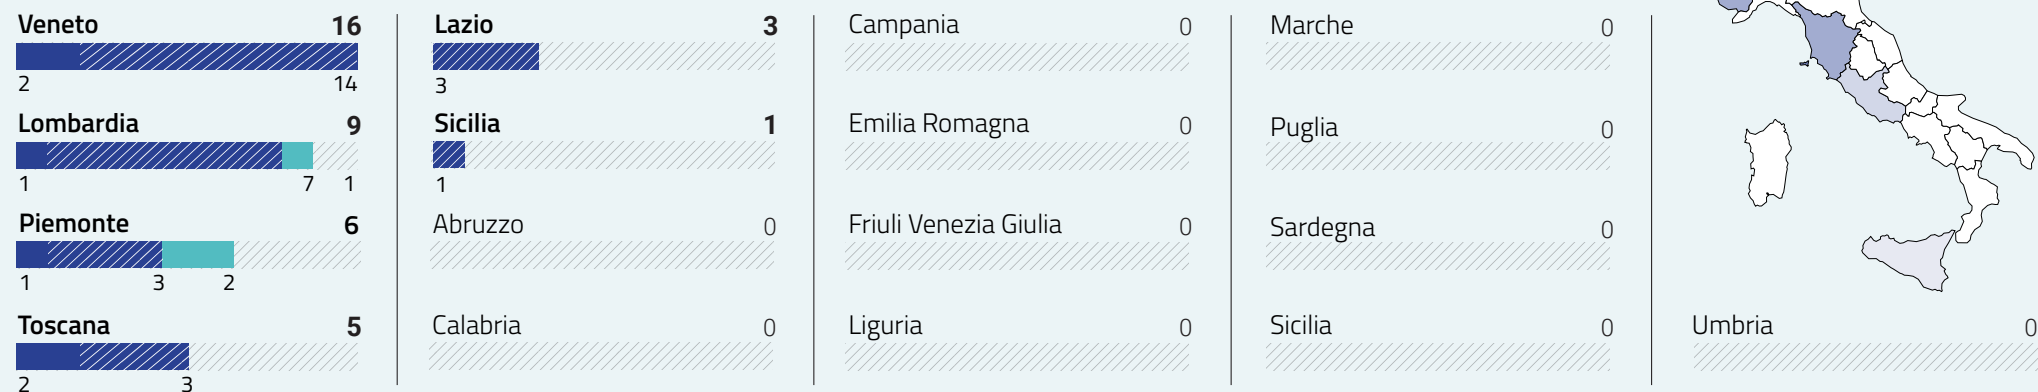 Veneto 16
2 14
Lombardia 9
1 7 1
Piemonte 6
1 3 2
Toscana 5
2 3
Lazio 3
3
Sicilia 1
1
Abruzzo 0
Calabria 0
Campania 0
Emilia Romagna 0
Friuli Venezia Giulia 0
Liguria 0
Marche 0
Puglia 0
Sardegna 0
Sicilia 0
Umbria 0